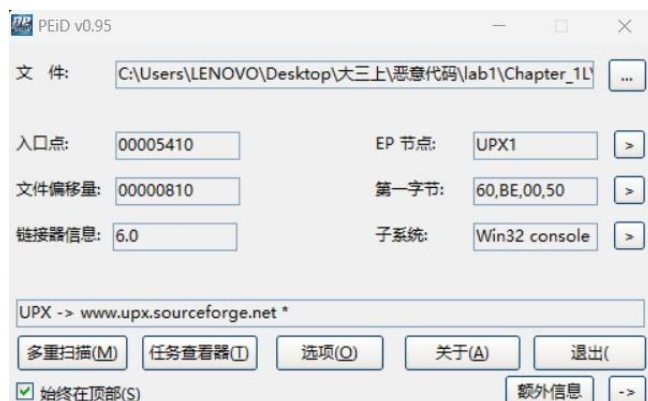 PEiD v0.95
文 件: C:\Users\LENOVO\Desktop\大三上\恶意代码\lab1\Chapter_1L\ ...
入口点: 00005410 EP 节点: UPX1 >
文件偏移量: 00000810 第一字节: 60,BE,00,50 >
链接器信息: 6.0 子系统: Win32 console >
UPX -> www.upx.sourceforge.net *
多重扫描(M) 任务查看器(T) 选项(O) 关于(A) 退出(
始终在顶部(S) 额外信息 ->